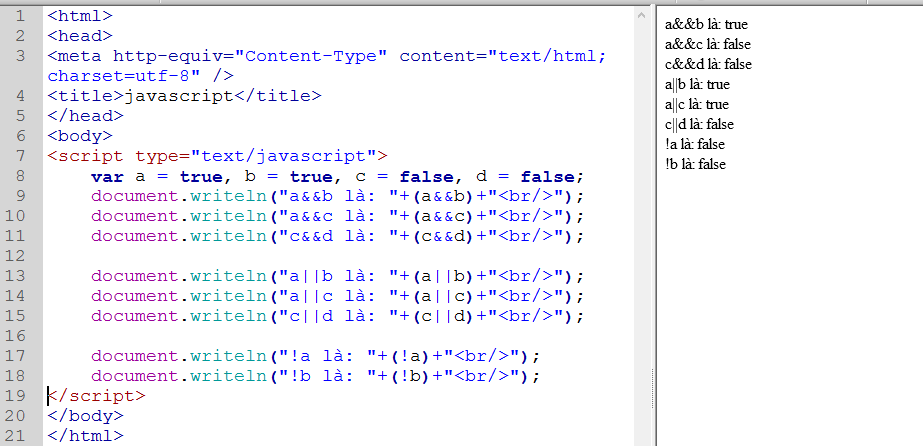 1 <html>
2 <head>
3 <meta http-equiv="Content-Type" content="text/html;
charset=utf-8" />
4 <title>javascript</title>
5 </head>
6 <body>
7 <script type="text/javascript">
8 var a = true, b = true, c = false, d = false;
9 document.writeln("a&&b là: "+(a&&b)+"<br/>");
10 document.writeln("a&&c là: "+(a&&c)+"<br/>");
11 document.writeln("c&&d là: "+(c&&d)+"<br/>");
12
13 document.writeln("a||b là: "+(a||b)+"<br/>");
14 document.writeln("a||c là: "+(a||c)+"<br/>");
15 document.writeln("c||d là: "+(c||d)+"<br/>");
16
17 document.writeln("!a là: "+(!a)+"<br/>");
18 document.writeln("!b là: "+(!b)+"<br/>");
19 </script>
20 </body>
21 </html>
a&&b là: true
a&&c là: false
c&&d là: false
a||b là: true
a||c là: true
c||d là: false
!a là: false
!b là: false